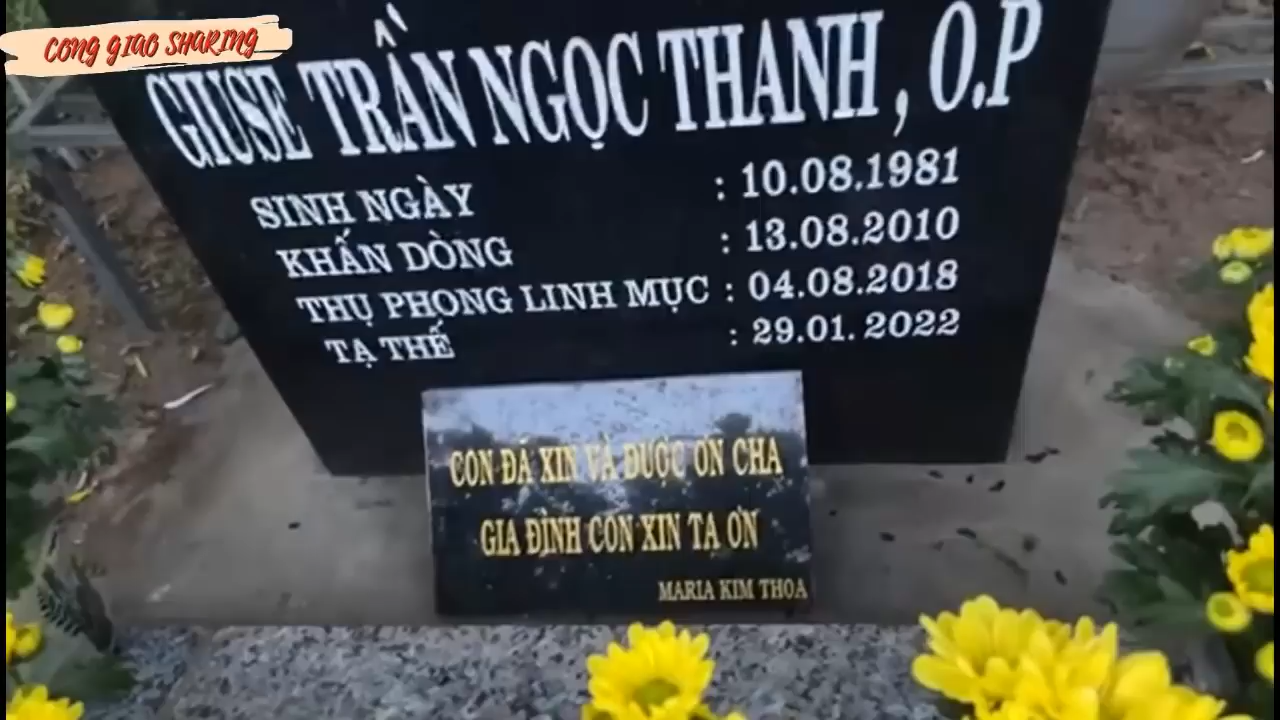 CONG GIAO SHARING
GIUSE TRẦN NGỌC THANH , O.P
SINH NGÀY : 10.08.1981
KHẤN DÒNG : 13.08.2010
THỤ PHONG LINH MỤC : 04.08.2018
TẠ THẾ : 29.01. 2022
CON ĐÃ XIN VÀ ĐƯỢC ƠN CHA
GIA ĐÌNH CON XIN TẠ ƠN
MARIA KIM THOA